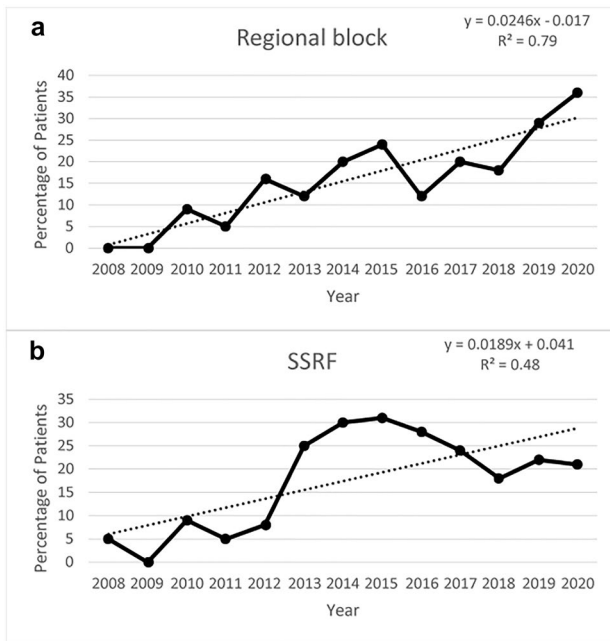 a
Regional block
y = 0.0246x - 0.017
R² = 0.79
Percentage of Patients
40
35
30
25
20
15
10
5
0
2008 2009 2010 2011 2012 2013 2014 2015 2016 2017 2018 2019 2020
Year
b
SSRF
y = 0.0189x + 0.041
R² = 0.48
Percentage of Patients
35
30
25
20
15
10
5
0
2008 2009 2010 2011 2012 2013 2014 2015 2016 2017 2018 2019 2020
Year